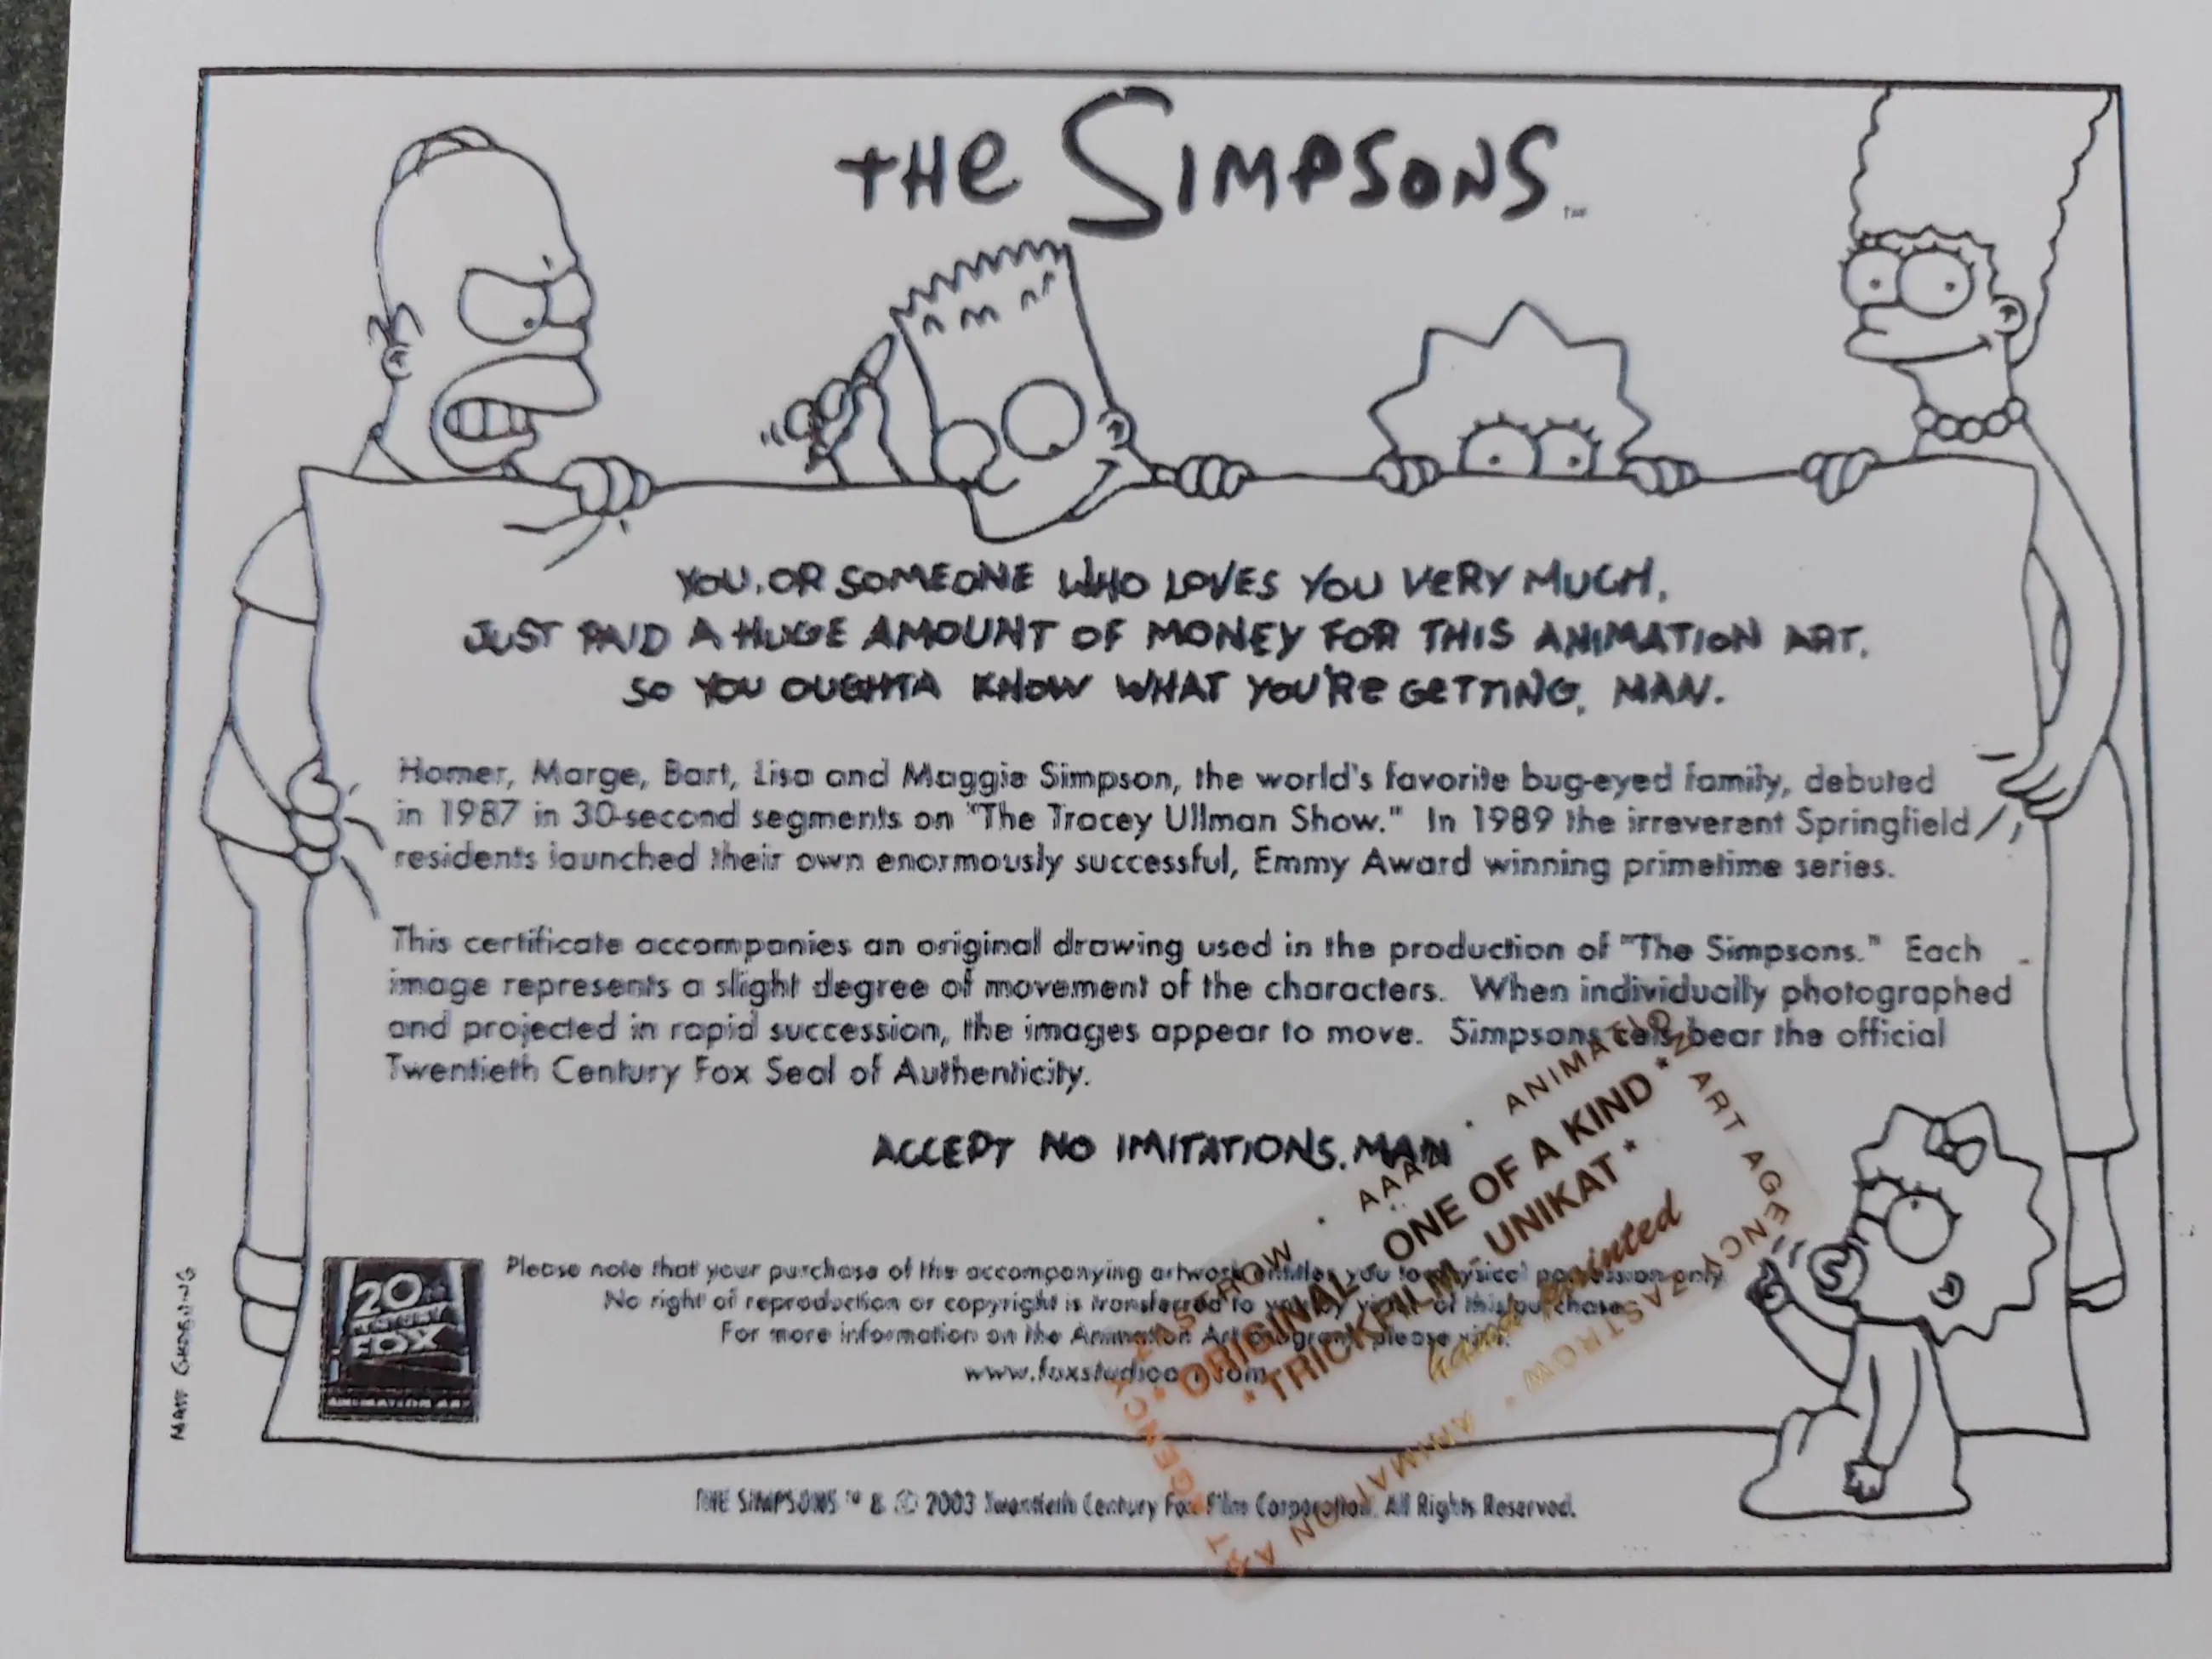 THE SIMPSONS TM
YOU, OR SOMEONE WHO LOVES YOU VERY MUCH,
JUST PAID A HUGE AMOUNT OF MONEY FOR THIS ANIMATION ART,
SO YOU OUGHTA KNOW WHAT YOU'RE GETTING, MAN.
Homer, Marge, Bart, Lisa and Maggie Simpson, the world's favorite bug-eyed family, debuted
in 1987 in 30-second segments on "The Tracey Ullman Show." In 1989 the irreverent Springfield
residents launched their own enormously successful, Emmy Award winning primetime series.
This certificate accompanies an original drawing used in the production of "The Simpsons." Each
image represents a slight degree of movement of the characters. When individually photographed
and projected in rapid succession, the images appear to move. Simpsons cels bear the official
Twentieth Century Fox Seal of Authenticity.
ACCEPT NO IMITATIONS, MAN
Please note that your purchase of the accompanying artwork entitles you to physical possession only.
No right of reproduction or copyright is transferred to you by virtue of this purchase.
For more information on the Animation Art program, please visit:
20TH
CENTURY
FOX
ANIMATION ART
MATT GROENING
ANIMATION ART AGENCY
* ORIGINAL - ONE OF A KIND *
* TRICKFILM - UNIKAT *
hand painted
THE SIMPSONS TM & © 2003 Twentieth Century Fox Film Corporation. All Rights Reserved.